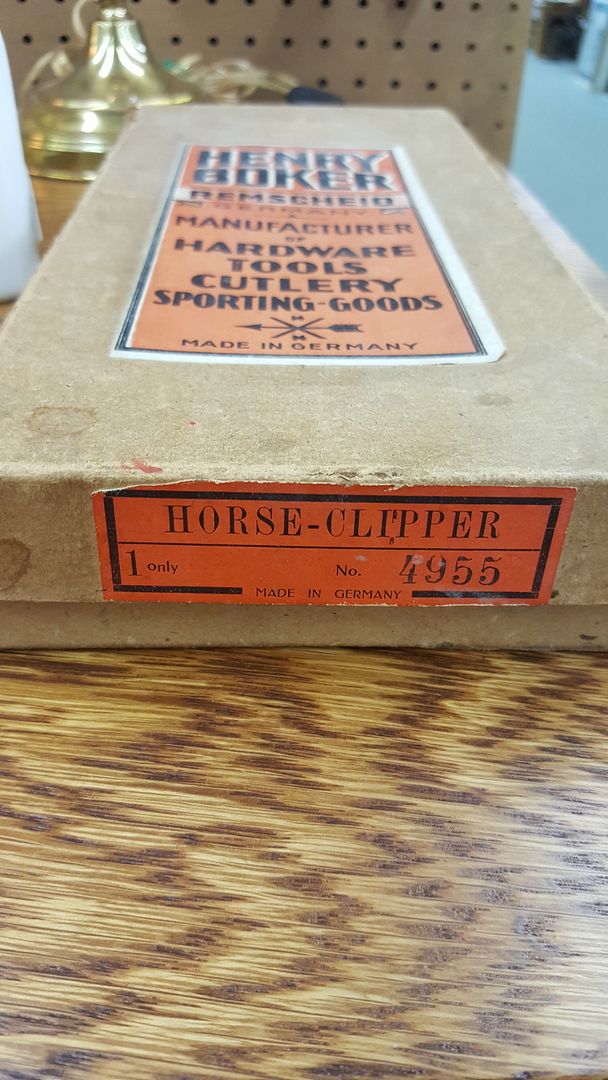 HENRY
BOKER
REMSCHEID
GERMANY
MANUFACTURER
OF
HARDWARE
TOOLS
CUTLERY
SPORTING-GOODS
MADE IN GERMANY
HORSE-CLIPPER
1 only No. 4955
MADE IN GERMANY